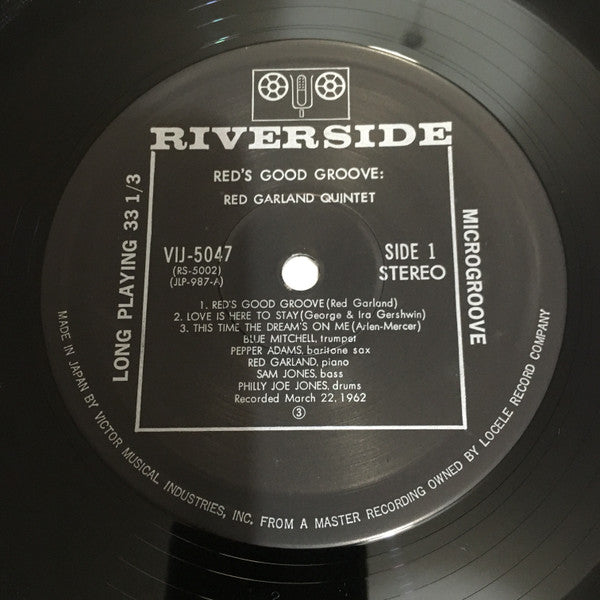 RIVERSIDE
RED'S GOOD GROOVE:
RED GARLAND QUINTET
VIJ-5047
(RS-5002)
(JLP-987-A)
SIDE 1
STEREO
LONG PLAYING 33 1/3
MICROGROOVE
1. RED'S GOOD GROOVE (Red Garland)
2. LOVE IS HERE TO STAY (George & Ira Gershwin)
3. THIS TIME THE DREAM'S ON ME (Arlen-Mercer)
BLUE MITCHELL, trumpet
PEPPER ADAMS, baritone sax
RED GARLAND, piano
SAM JONES, bass
PHILLY JOE JONES, drums
Recorded March 22, 1962
③
MADE IN JAPAN BY VICTOR MUSICAL INDUSTRIES, INC. FROM A MASTER RECORDING OWNED BY LOCELE RECORD COMPANY